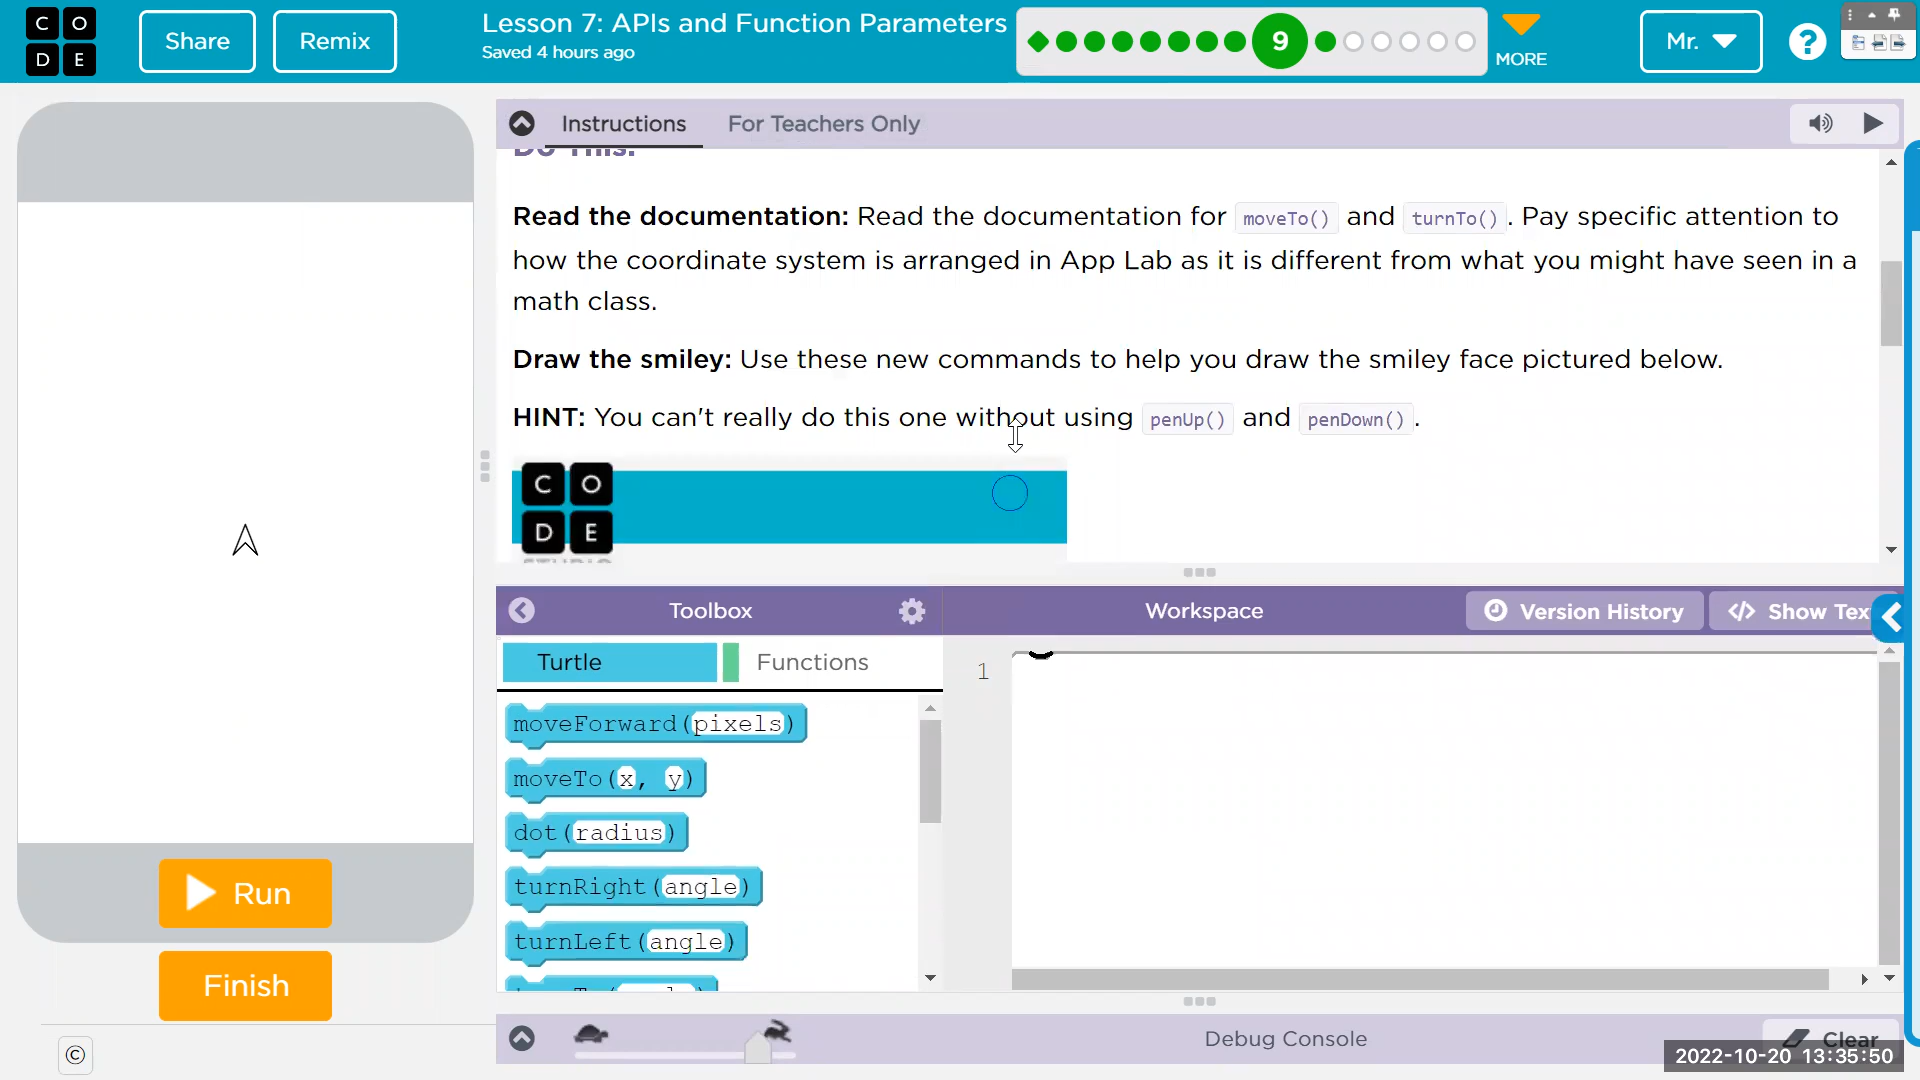 C O
D E
Share
Remix
Lesson 7: APIs and Function Parameters
Saved 4 hours ago
9
MORE
Mr.
?
Instructions
For Teachers Only
Do This:
Read the documentation: Read the documentation for moveTo() and turnTo(). Pay specific attention to
how the coordinate system is arranged in App Lab as it is different from what you might have seen in a
math class.
Draw the smiley: Use these new commands to help you draw the smiley face pictured below.
HINT: You can't really do this one without using penUp() and penDown().
C O
D E
STUDIO
Toolbox
Workspace
Version History
Show Tex
Turtle
Functions
1
moveForward(pixels)
moveTo(x, y)
dot(radius)
turnRight(angle)
turnLeft(angle)
Run
Finish
©
Debug Console
Clear
2022-10-20 13:35:50